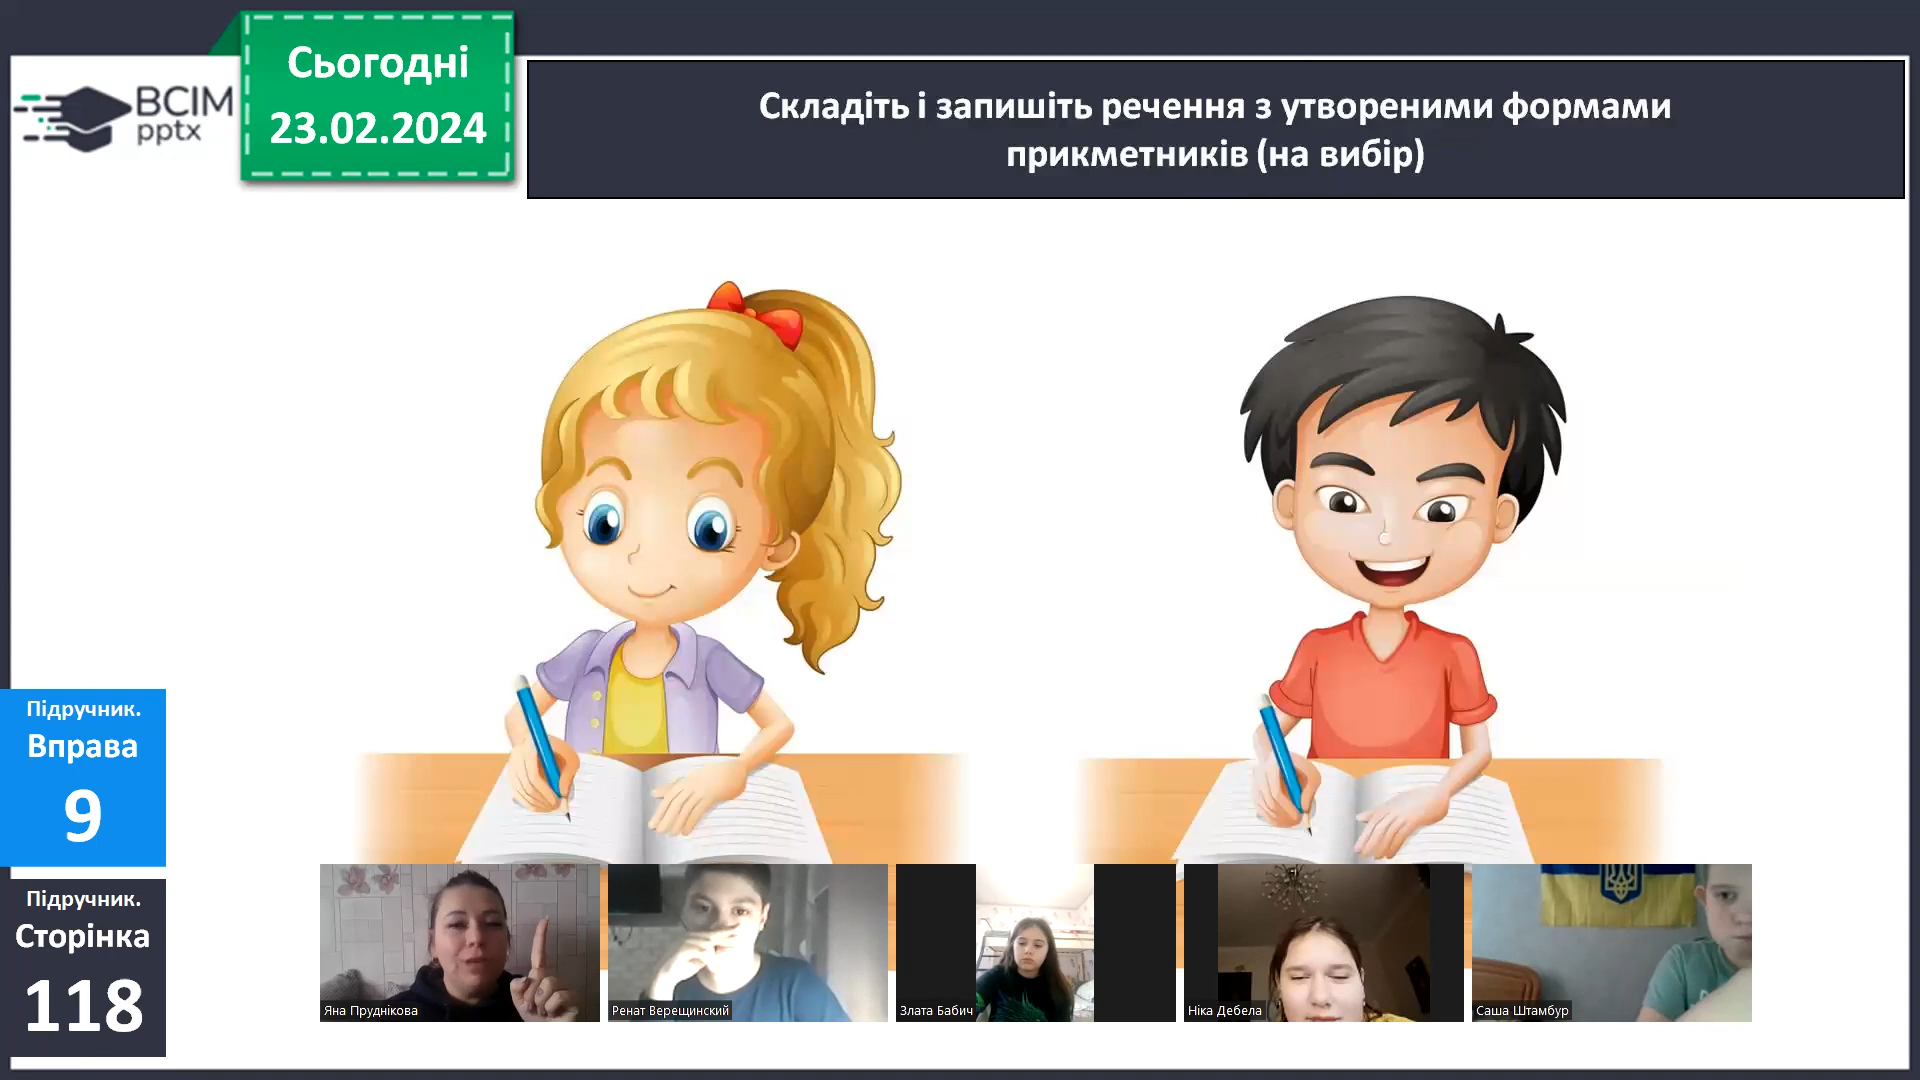 Сьогодні
23.02.2024
BCIM
pptx
Складіть і запишіть речення з утвореними формами
прикметників (на вибір)
Підручник.
Вправа
9
Підручник.
Сторінка
118
Яна Пруднікова
Ренат Верещинский
Злата Бабич
Ніка Дебела
Саша Штамбур